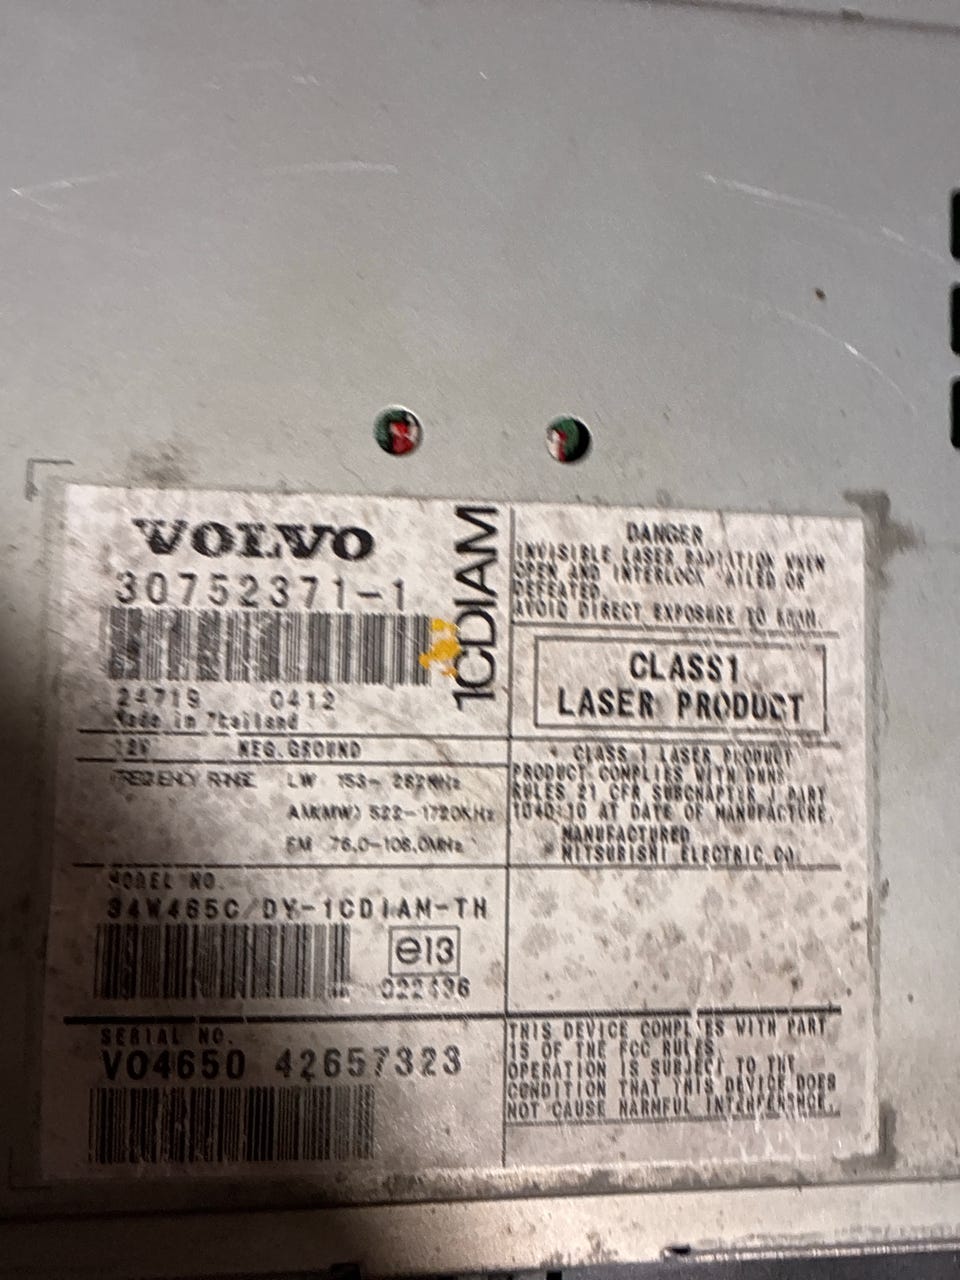 VOLVO
30752371-1
1CDIAM
24719 0412
Made in Thailand
12V NEG.GROUND
FREQUENCY RANGE LW 153-282KHz
AM(MW) 522-1720KHz
FM 76.0-108.0MHz
MODEL NO.
34W465C/DY-1CDIAM-TH
e13
022436
SERIAL NO.
VO4650 42657323
DANGER
INVISIBLE LASER RADIATION WHEN
OPEN AND INTERLOCK FAILED OR
DEFEATED.
AVOID DIRECT EXPOSURE TO BEAM.
CLASS1
LASER PRODUCT
* CLASS 1 LASER PRODUCT
PRODUCT COMPLIES WITH DHHS
RULES 21 CFR SUBCHAPTER J PART
1040:10 AT DATE OF MANUFACTURE.
MANUFACTURED
MITSUBISHI ELECTRIC CO.
THIS DEVICE COMPLIES WITH PART
15 OF THE FCC RULES.
OPERATION IS SUBJECT TO THE
CONDITION THAT THIS DEVICE DOES
NOT CAUSE HARMFUL INTERFERENCE.